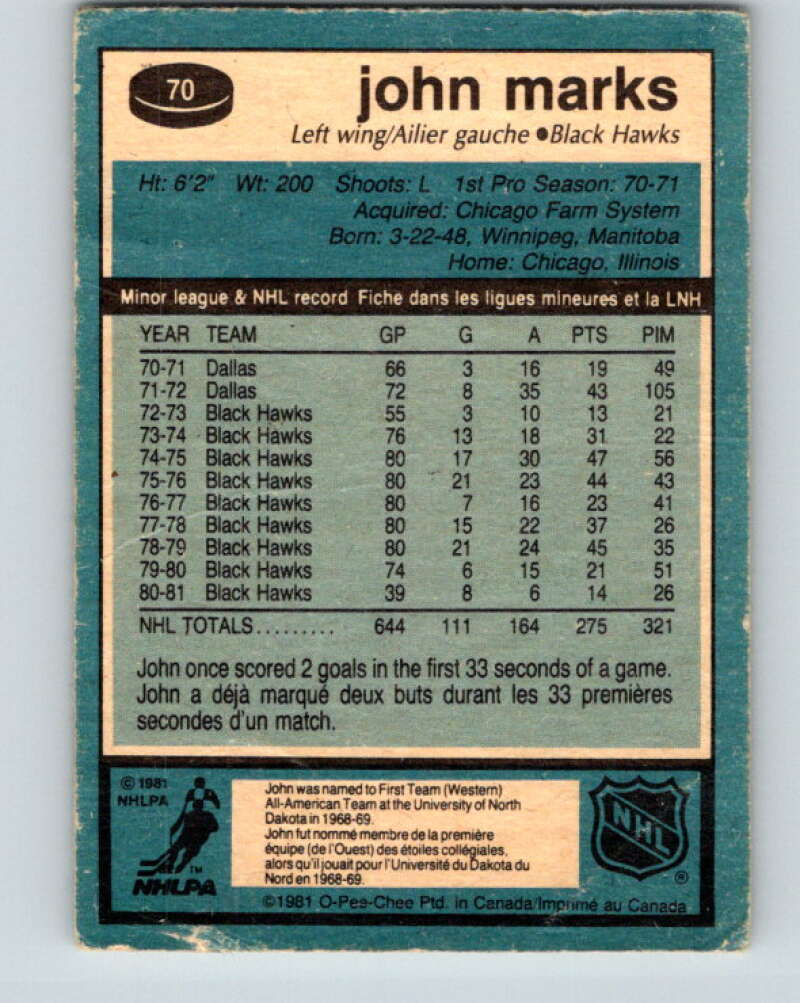 70
john marks
Left wing/Ailier gauche ●Black Hawks
Ht: 6'2" Wt: 200 Shoots: L 1st Pro Season: 70-71
Acquired: Chicago Farm System
Born: 3-22-48, Winnipeg, Manitoba
Home: Chicago, Illinois
Minor league & NHL record Fiche dans les ligues mineures et la LNH
YEAR TEAM GP G A PTS PIM
70-71 Dallas 66 3 16 19 49
71-72 Dallas 72 8 35 43 105
72-73 Black Hawks 55 3 10 13 21
73-74 Black Hawks 76 13 18 31 22
74-75 Black Hawks 80 17 30 47 56
75-76 Black Hawks 80 21 23 44 43
76-77 Black Hawks 80 7 16 23 41
77-78 Black Hawks 80 15 22 37 26
78-79 Black Hawks 80 21 24 45 35
79-80 Black Hawks 74 6 15 21 51
80-81 Black Hawks 39 8 6 14 26
NHL TOTALS......... 644 111 164 275 321
John once scored 2 goals in the first 33 seconds of a game.
John a déjà marqué deux buts durant les 33 premières
secondes d'un match.
© 1981
NHLPA
TM
NHLPA
John was named to First Team (Western)
All-American Team at the University of North
Dakota in 1968-69.
John fut nommé membre de la première
équipe (de l'Ouest) des étoiles collégiales,
alors qu'il jouait pour l'Université du Dakota du
Nord en 1968-69.
NHL
®
©1981 O-Pee-Chee Ptd. in Canada/Imprimé au Canada